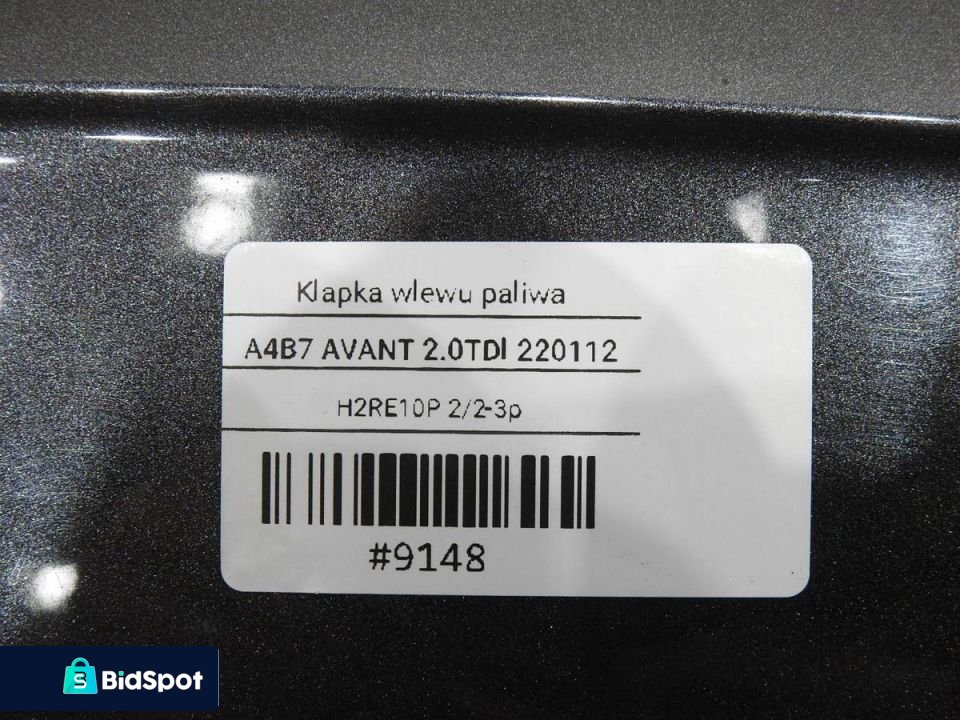 Klapka wlewu paliwa
A4B7 AVANT 2.0TDI 220112
H2RE10P 2/2-3p
#9148
BidSpot